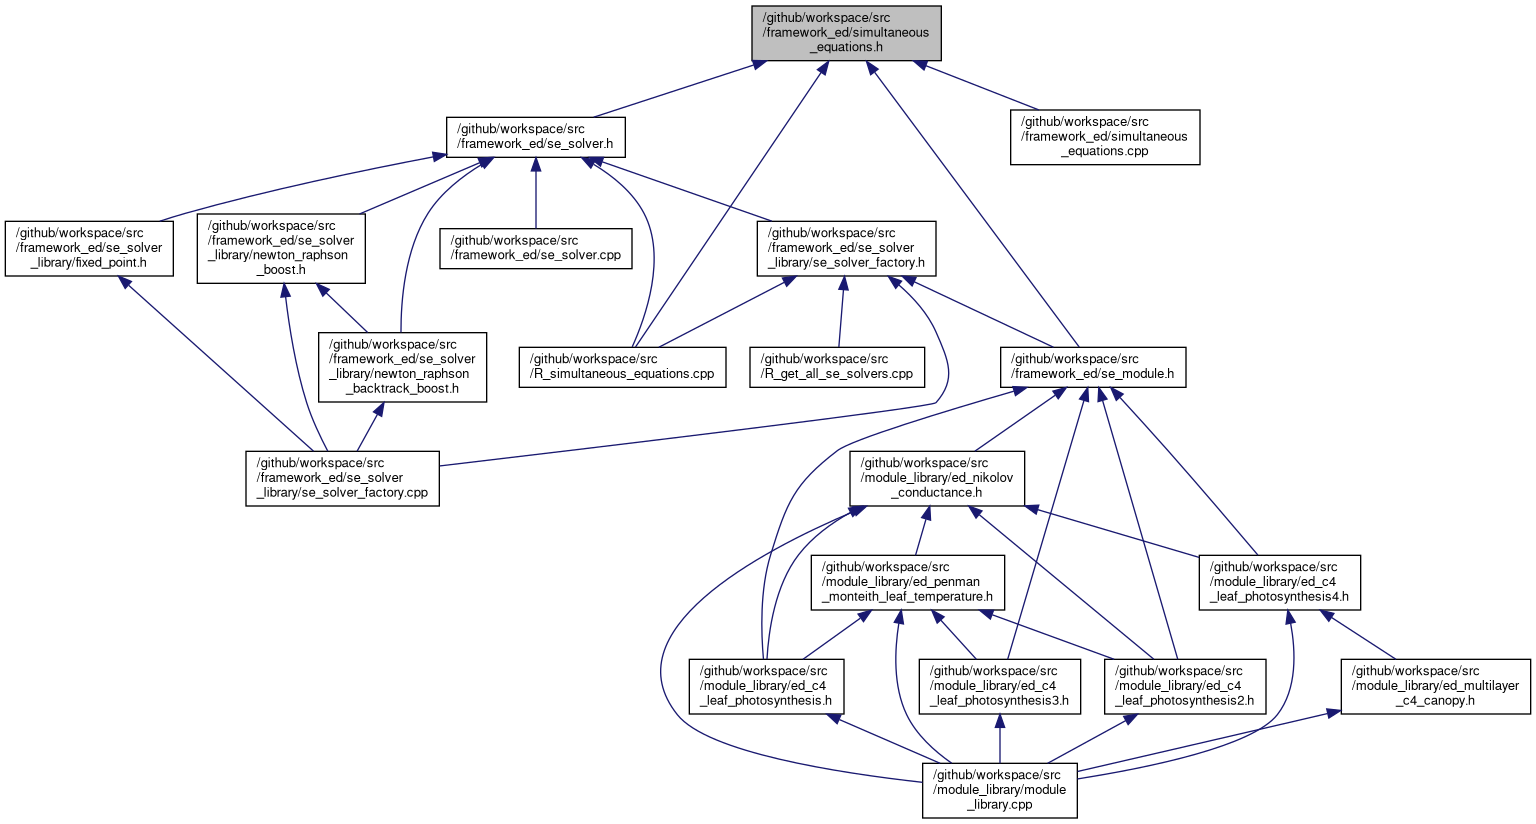 /github/workspace/src
/framework_ed/simultaneous
_equations.h
/github/workspace/src
/framework_ed/simultaneous
_equations.cpp
/github/workspace/src
/framework_ed/se_solver.h
/github/workspace/src
/framework_ed/se_solver
_library/fixed_point.h
/github/workspace/src
/framework_ed/se_solver
_library/newton_raphson
_boost.h
/github/workspace/src
/framework_ed/se_solver.cpp
/github/workspace/src
/framework_ed/se_solver
_library/se_solver_factory.h
/github/workspace/src
/framework_ed/se_solver
_library/newton_raphson
_backtrack_boost.h
/github/workspace/src
/R_simultaneous_equations.cpp
/github/workspace/src
/R_get_all_se_solvers.cpp
/github/workspace/src
/framework_ed/se_module.h
/github/workspace/src
/framework_ed/se_solver
_library/se_solver_factory.cpp
/github/workspace/src
/module_library/ed_nikolov
_conductance.h
/github/workspace/src
/module_library/ed_penman
_monteith_leaf_temperature.h
/github/workspace/src
/module_library/ed_c4
_leaf_photosynthesis4.h
/github/workspace/src
/module_library/ed_c4
_leaf_photosynthesis.h
/github/workspace/src
/module_library/ed_c4
_leaf_photosynthesis3.h
/github/workspace/src
/module_library/ed_c4
_leaf_photosynthesis2.h
/github/workspace/src
/module_library/ed_multilayer
_c4_canopy.h
/github/workspace/src
/module_library/module
_library.cpp